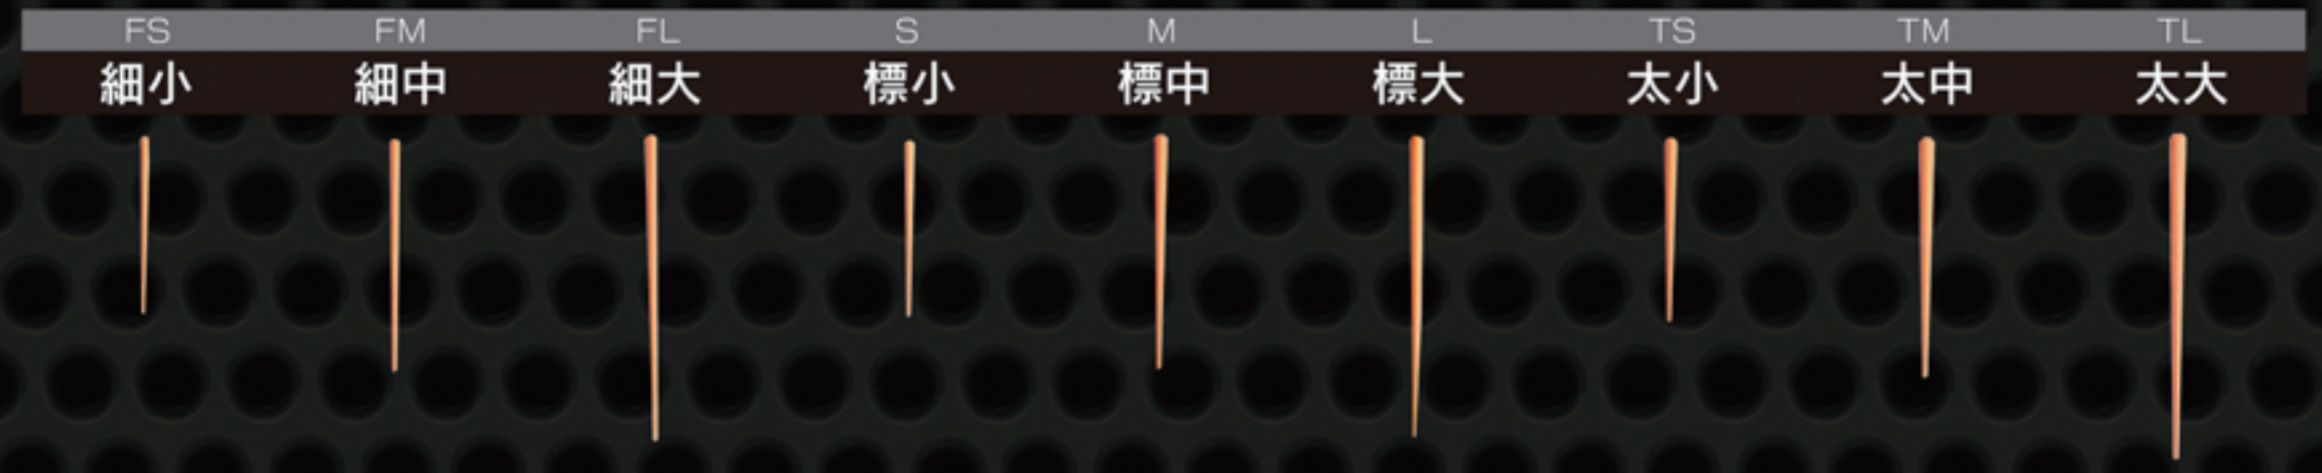 FS FM FL S M L TS TM TL
細小 細中 細大 標小 標中 標大 太小 太中 太大